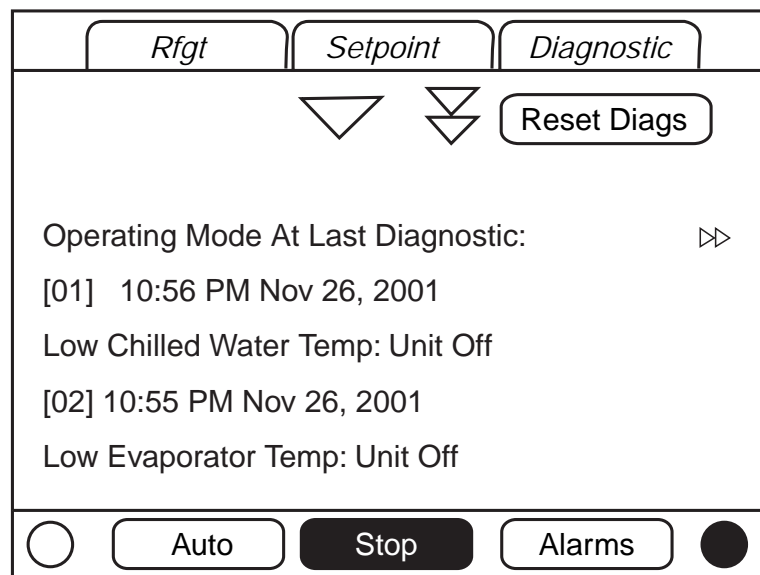 Rfgt Setpoint Diagnostic
Reset Diags
Operating Mode At Last Diagnostic:
[01] 10:56 PM Nov 26, 2001
Low Chilled Water Temp: Unit Off
[02] 10:55 PM Nov 26, 2001
Low Evaporator Temp: Unit Off
Auto Stop Alarms